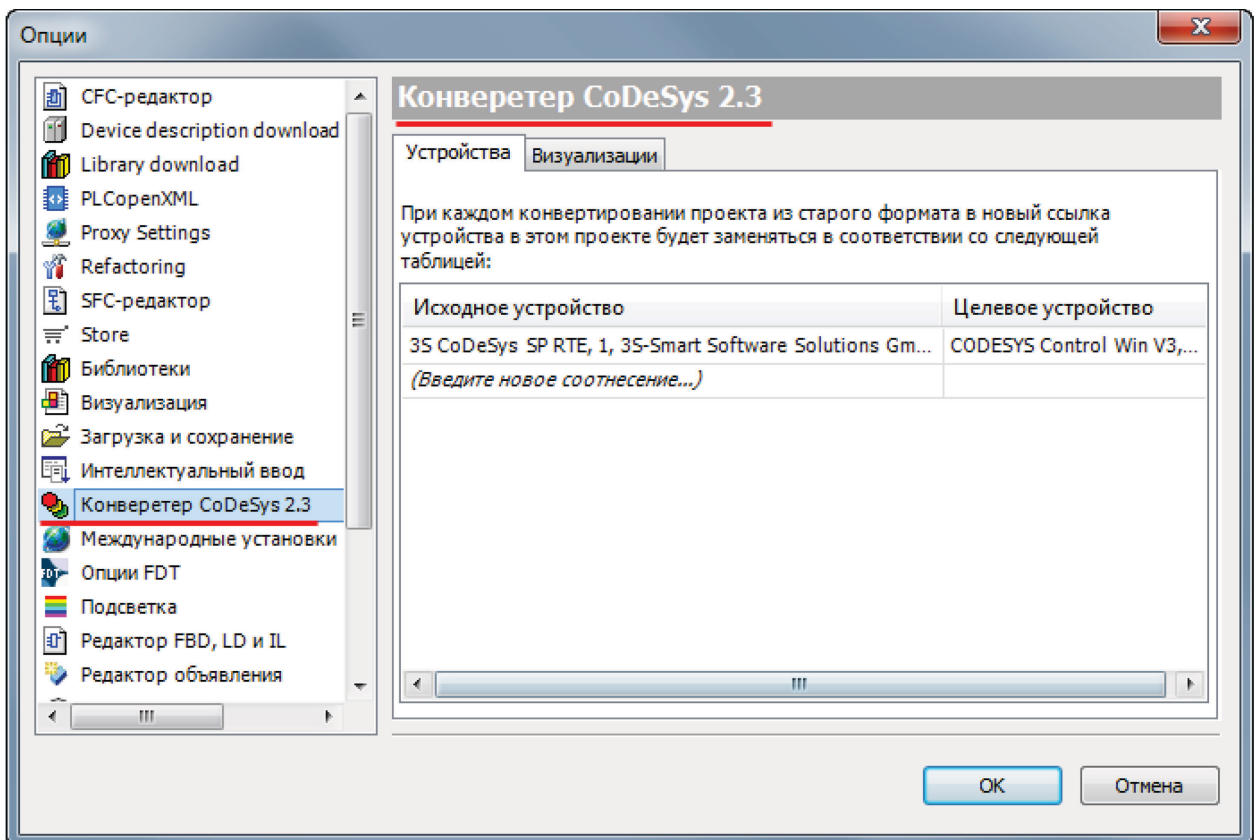 Опции
CFC-редактор
Device description download
Library download
PLCopenXML
Proxy Settings
Refactoring
SFC-редактор
Store
Библиотеки
Визуализация
Загрузка и сохранение
Интеллектуальный ввод
Конверетер CoDeSys 2.3
Международные установки
FDT Опции FDT
Подсветка
Редактор FBD, LD и IL
Редактор объявления
Конверетер CoDeSys 2.3
Устройства Визуализации
При каждом конвертировании проекта из старого формата в новый ссылка
устройства в этом проекте будет заменяться в соответствии со следующей
таблицей:
Исходное устройство Целевое устройство
3S CoDeSys SP RTE, 1, 3S-Smart Software Solutions Gm... CODESYS Control Win V3,...
(Введите новое соотнесение...)
OK Отмена